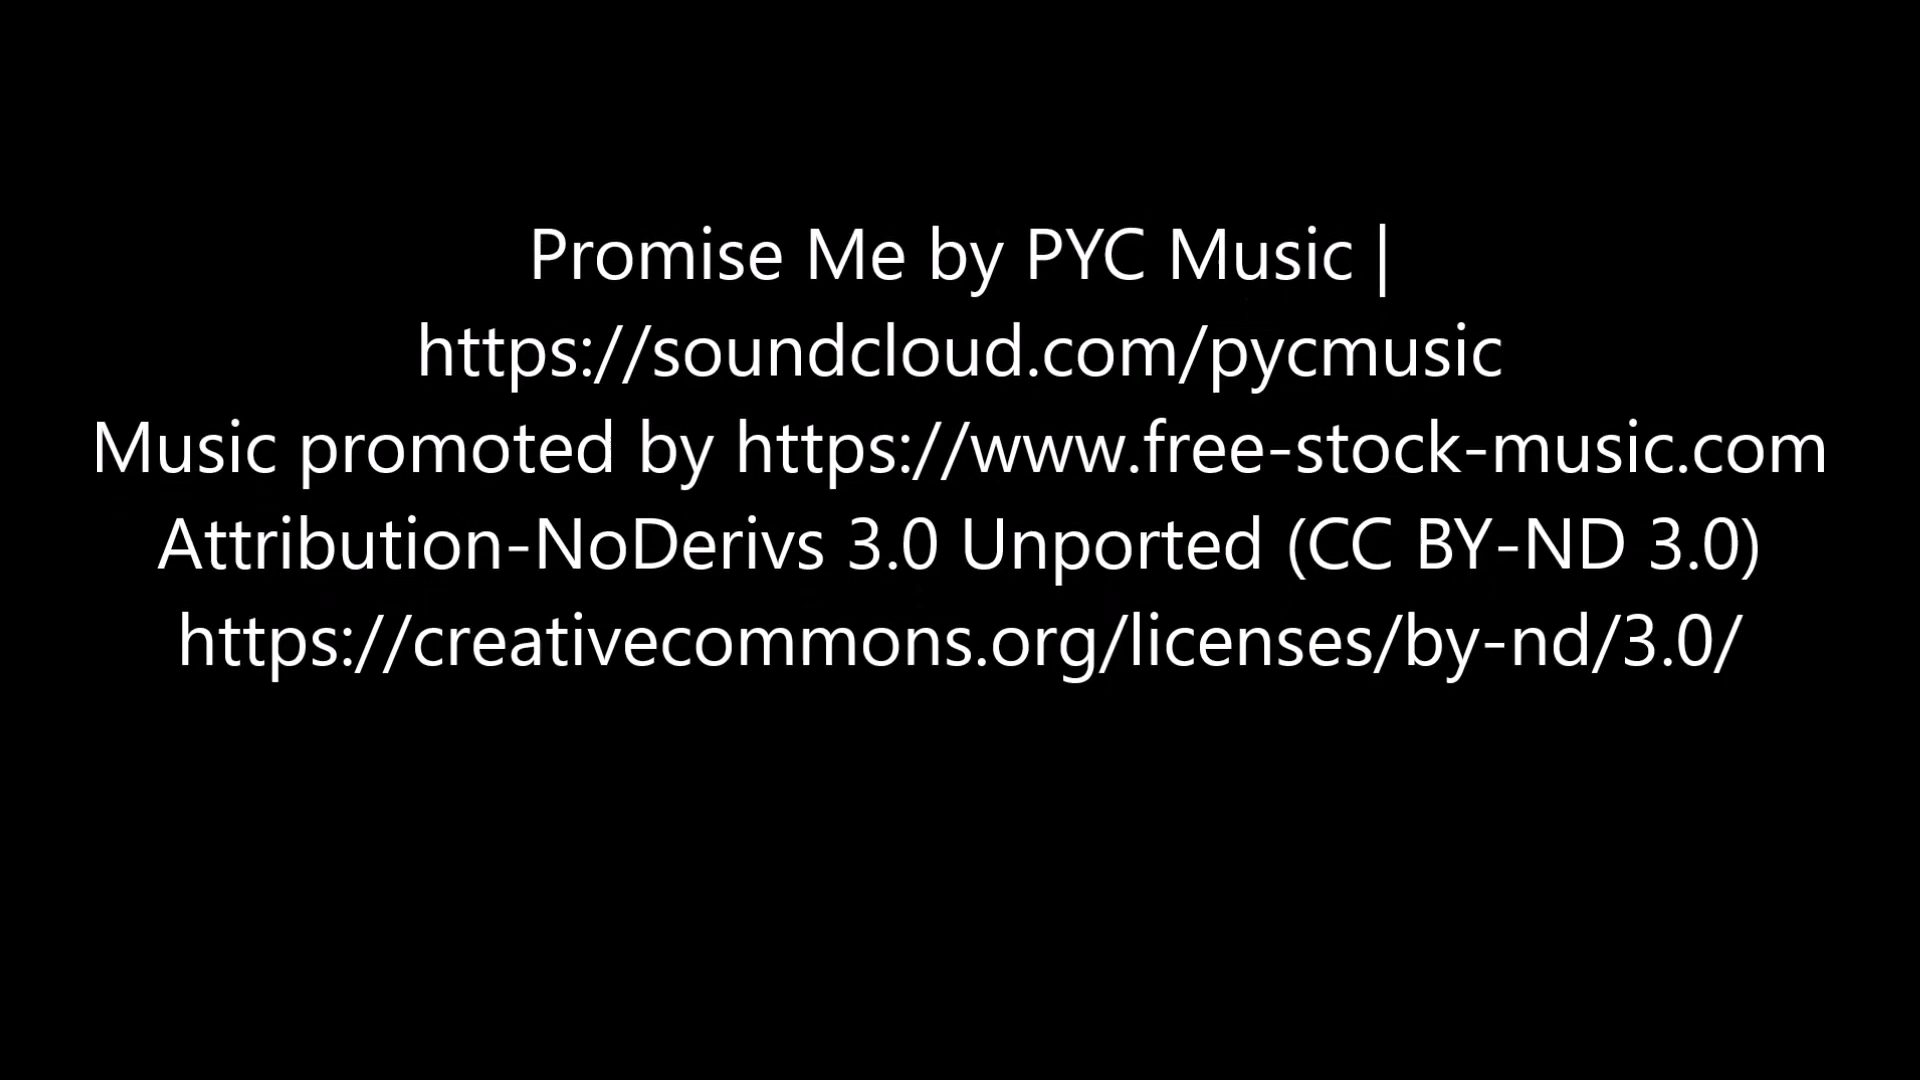 Promise Me by PYC Music |
https://soundcloud.com/pycmusic
Music promoted by https://www.free-stock-music.com
Attribution-NoDerivs 3.0 Unported (CC BY-ND 3.0)
https://creativecommons.org/licenses/by-nd/3.0/